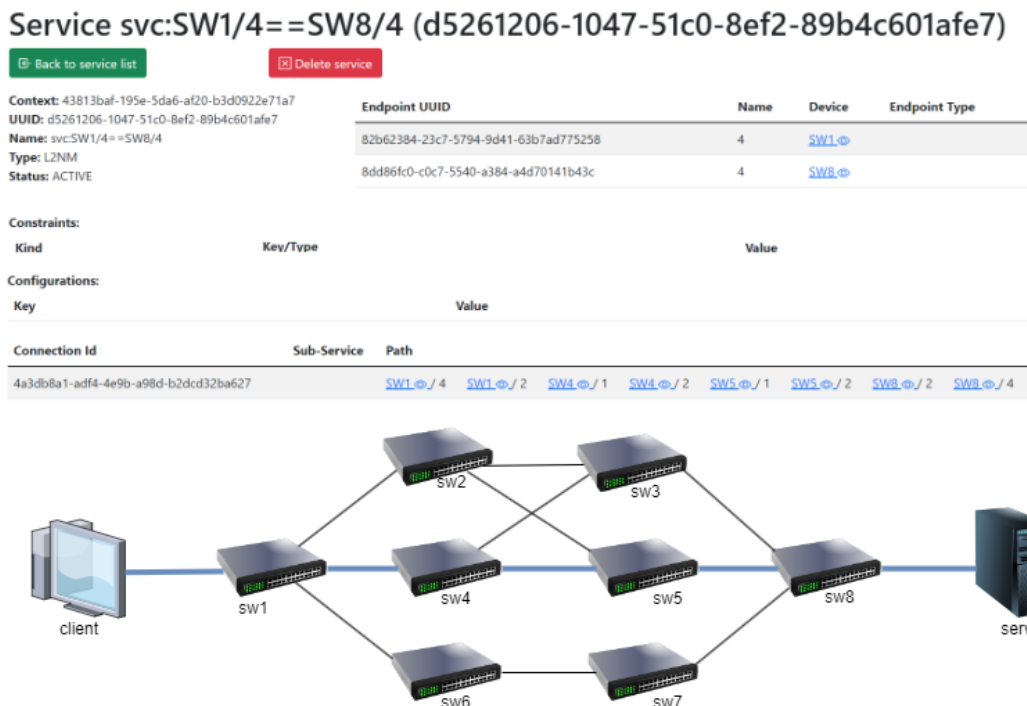 Service svc:SW1/4==SW8/4 (d5261206-1047-51c0-8ef2-89b4c601afe7)
Back to service list
Delete service
Context: 43813baf-195e-5da6-af20-b3d0922e71a7
UUID: d5261206-1047-51c0-8ef2-89b4c601afe7
Name: svc:SW1/4==SW8/4
Type: L2NM
Status: ACTIVE
Endpoint UUID Name Device Endpoint Type
82b62384-23c7-5794-9d41-63b7ad775258 4 SW1
8dd86fc0-c0c7-5540-a384-a4d70141b43c 4 SW8
Constraints:
Kind Key/Type Value
Configurations:
Key Value
Connection Id Sub-Service Path
4a3db8a1-adf4-4e9b-a98d-b2dcd32ba627 SW1 / 4 SW1 / 2 SW4 / 1 SW4 / 2 SW5 / 1 SW5 / 2 SW8 / 2 SW8 / 4
sw2
sw3
sw1
sw4
sw5
sw8
client
serv
sw6
sw7